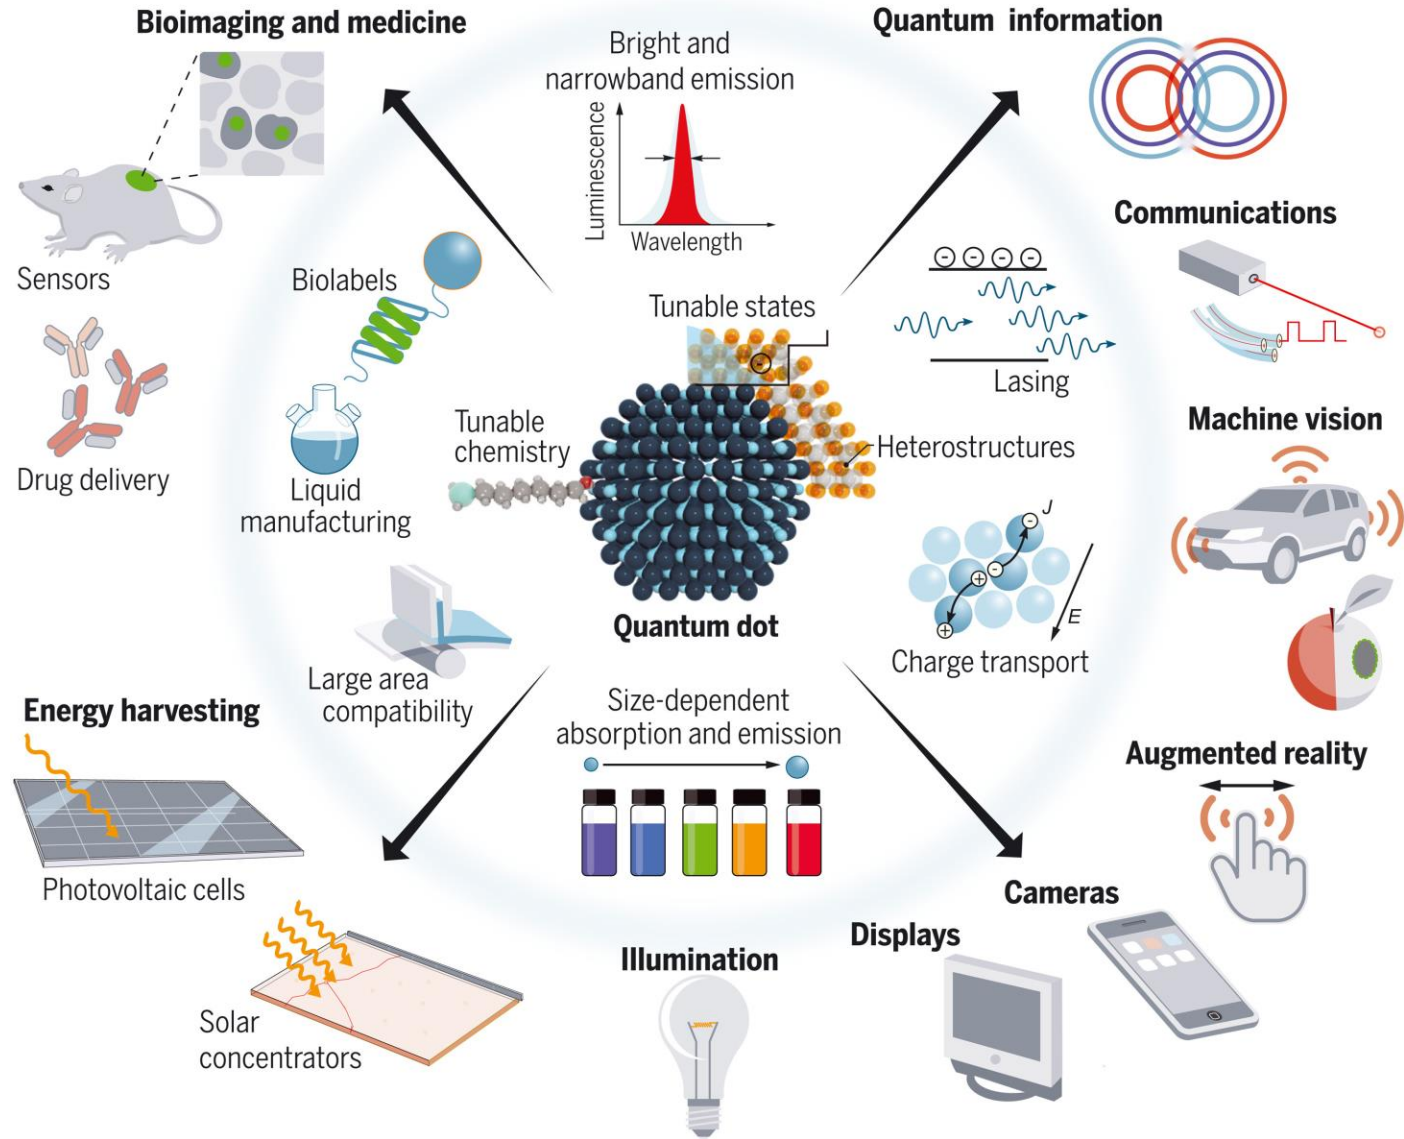 Bioimaging and medicine
Quantum information
Bright and
narrowband emission
Luminescence
Wavelength
Communications
Sensors
Biolabels
Tunable states
Lasing
Tunable
chemistry
Heterostructures
Machine vision
Drug delivery
Liquid
manufacturing
J
E
Quantum dot
Charge transport
Large area
compatibility
Size-dependent
absorption and emission
Energy harvesting
Augmented reality
Photovoltaic cells
Cameras
Displays
Illumination
Solar
concentrators